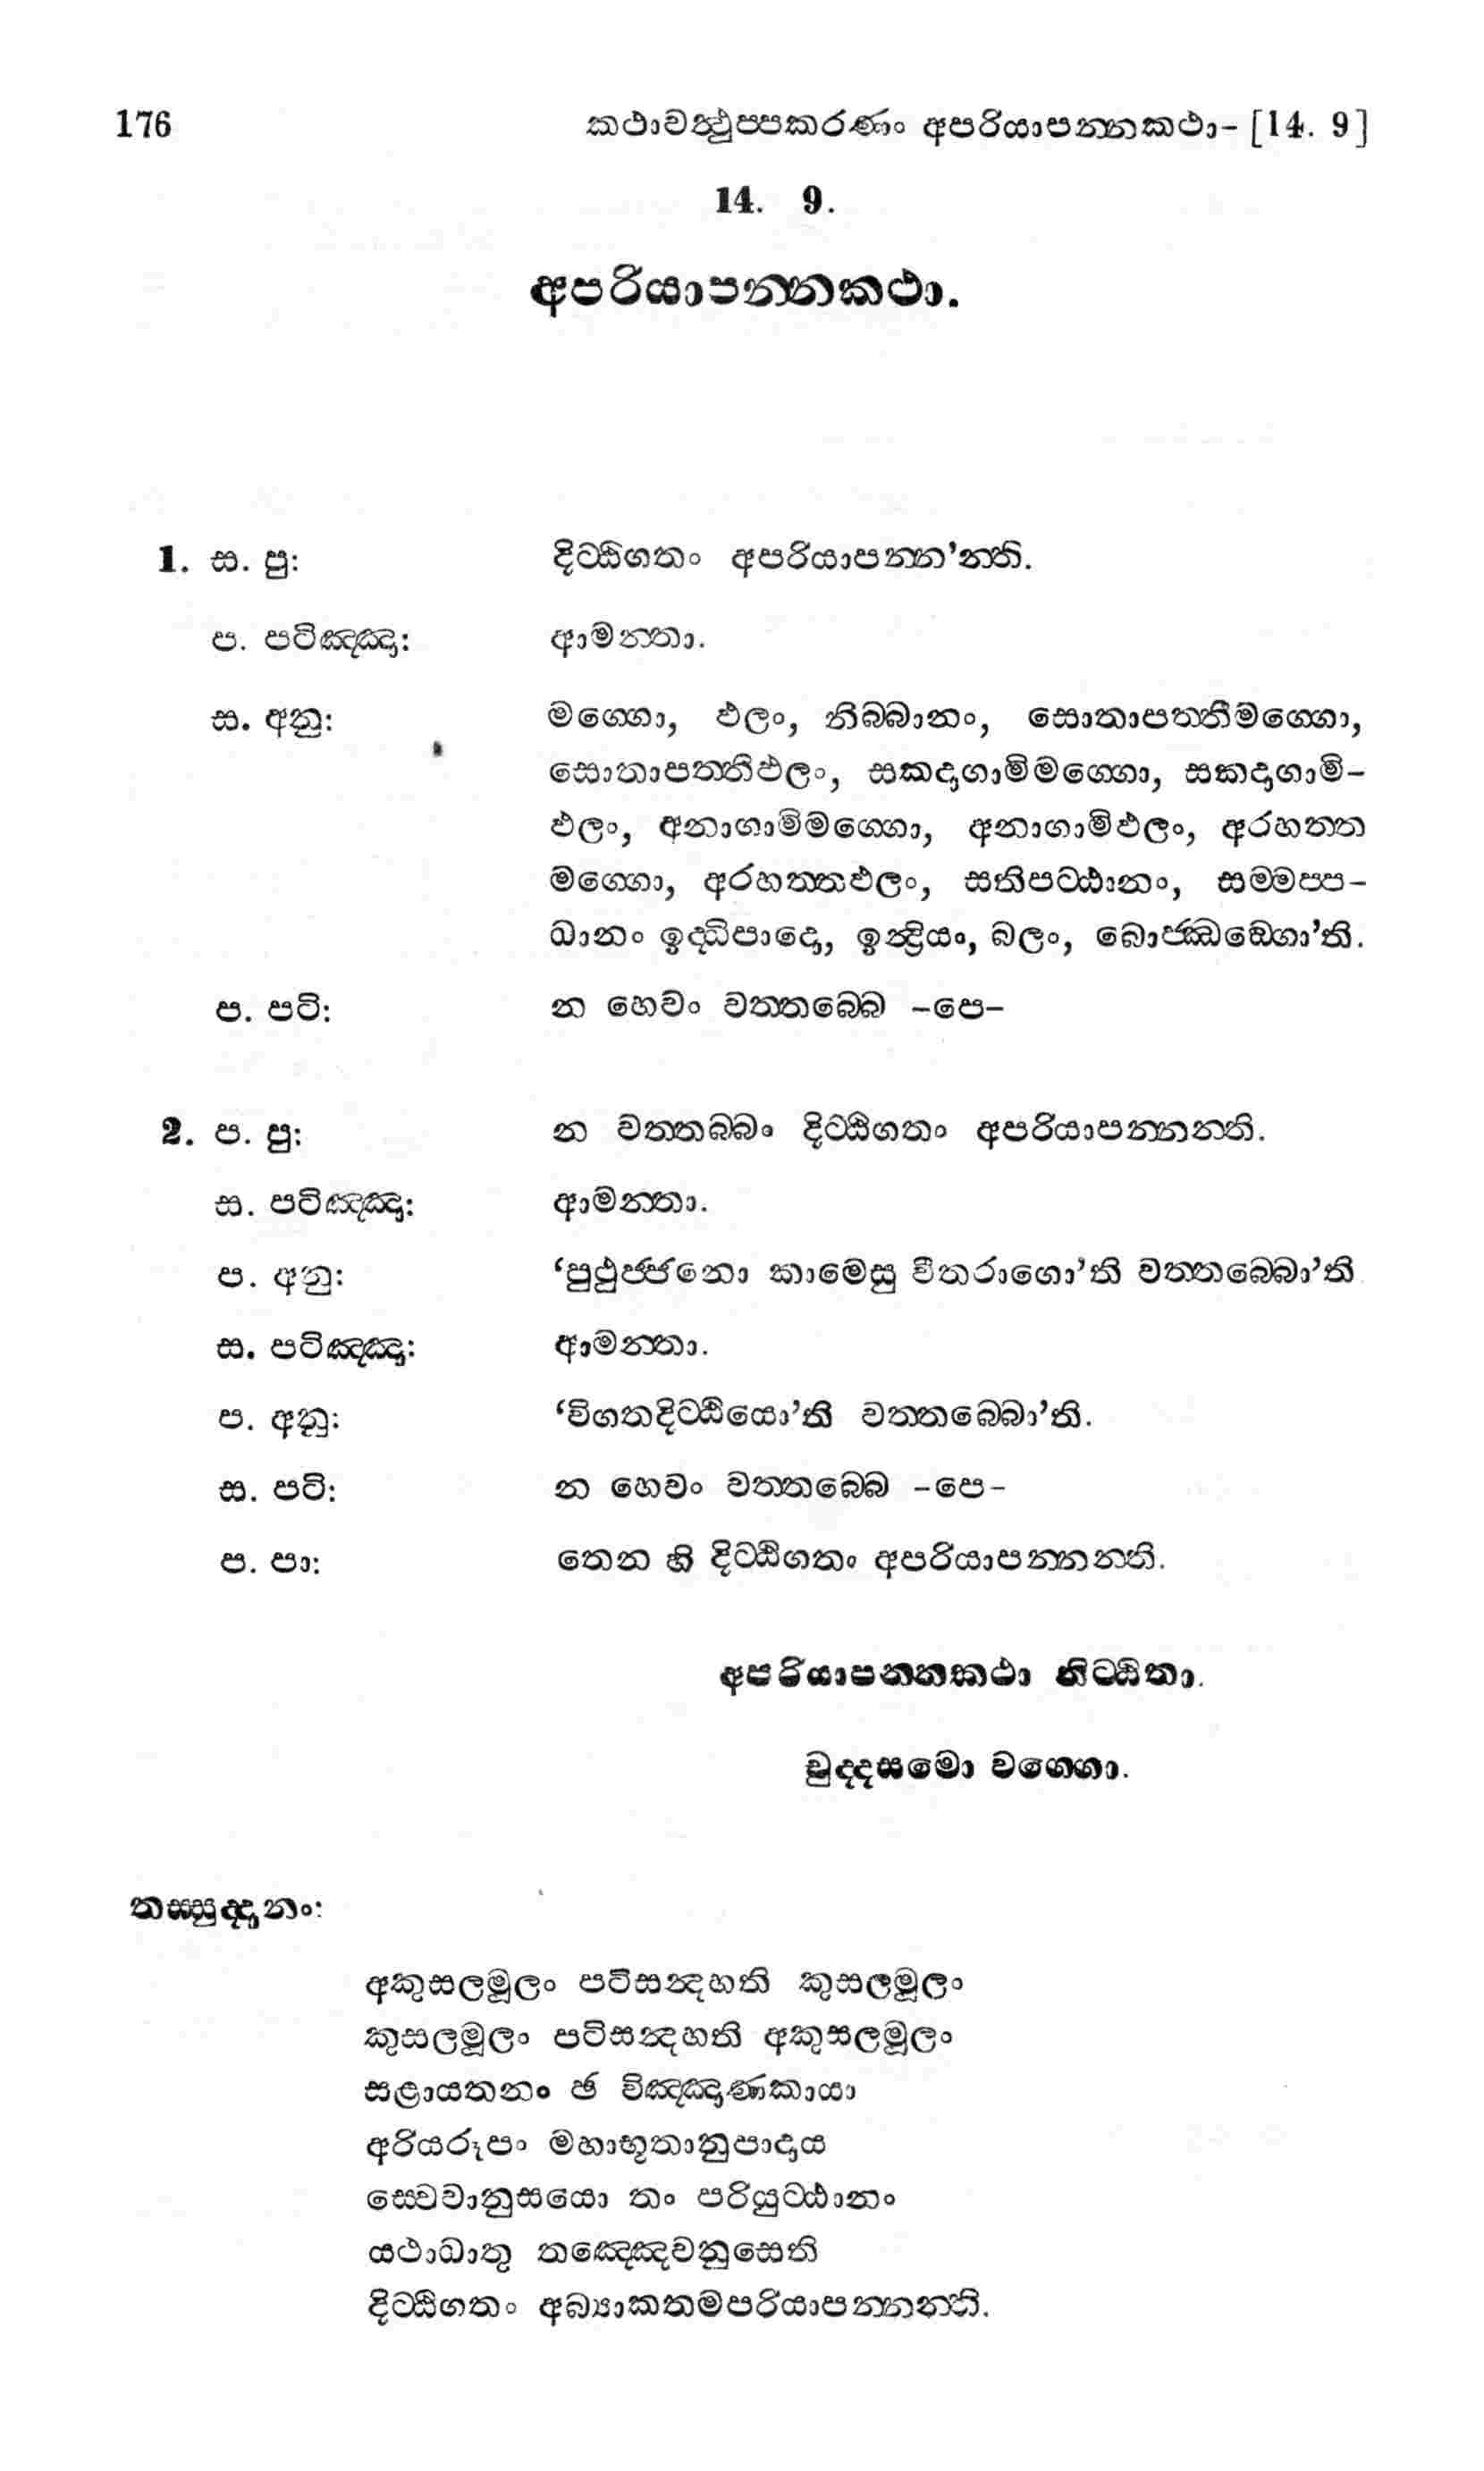 176 කථාවත්‍ථුප‍්පකරණං අපරියාපන‍්නකථා- [14. 9]
14. 9.
අපරියාපන‍්නකථා.
1. ස. පු: දිට‍්ඨිගතං අපරියාපන‍්න’න‍්ති.
ප. පටිඤ‍්ඤා: ආමන‍්තා.
ස. අනු: මග‍්ගො, ඵලං, නිබ‍්බානං, සොතාපත‍්තිමග‍්ගො,
සොතාපත‍්තිඵලං, සකදාගාමිමග‍්ගො, සකදාගාමි-
ඵලං, අනාගාමිමග‍්ගො, අනාගාමිඵලං, අරහත‍්ත
මග‍්ගො, අරහත‍්තඵලං, සතිපට‍්ඨානං, සම‍්මප‍්ප-
ධානං ඉද‍්ධිපාදො, ඉන්‍ද්‍රියං, බලං, බොජ‍්ඣඞ‍්ගො’ති.
ප. පටි: න හෙවං වත‍්තබ‍්බෙ -පෙ-
2. ප. පු: න වත‍්තබ‍්බං දිට‍්ඨිගතං අපරියාපන‍්නන‍්ති.
ස. පටිඤ‍්ඤා: ආමන‍්තා.
ප. අනු: ‘පුථුජ‍්ජනො කාමෙසු වීතරාගො’ති වත‍්තබ‍්බො’ති
ස. පටිඤ‍්ඤා: ආමන‍්තා.
ප. අනු: ‘විගතදිට‍්ඨියො’ති වත‍්තබ‍්බො’ති.
ස. පටි: න හෙවං වත‍්තබ‍්බෙ -පෙ-
ප. පා: තෙන හි දිට‍්ඨිගතං අපරියාපන‍්නන‍්ති.
අපරියාපන‍්නකථා නිට‍්ඨිතා.
චුද‍්දසමො වග‍්ගො.
තස‍්සුද‍්දානං:
අකුසලමූලං පටිසන්‍දහති කුසලමූලං
කුසලමූලං පටිසන්‍දහති අකුසලමූලං
සළායතනං ඡ විඤ‍්ඤාණකායා
අරියරූපං මහාභූතානුපාදාය
ස‍්වෙවානුසයො තං පරියුට‍්ඨානං
යථාධාතු තඤ‍්ඤෙවනුසෙති
දිට‍්ඨිගතං අබ්‍යාකතමපරියාපන‍්නන‍්ති.